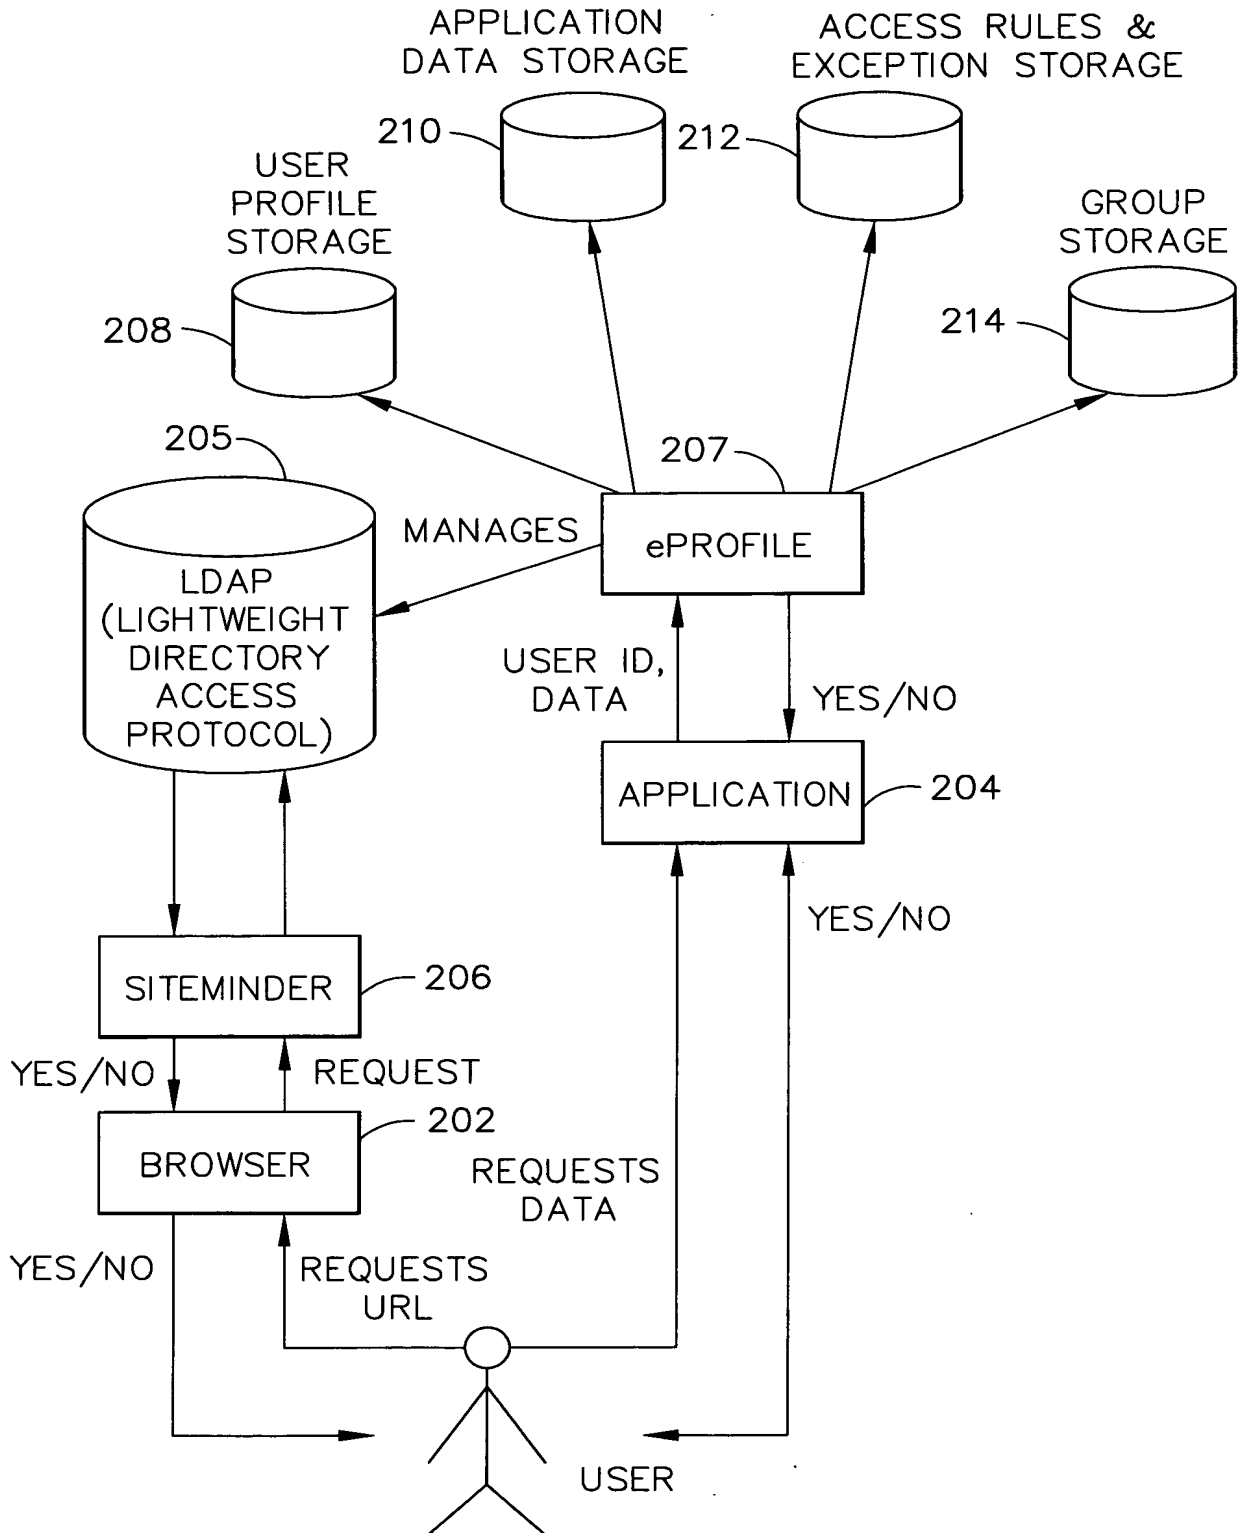 APPLICATION
DATA STORAGE
ACCESS RULES &
EXCEPTION STORAGE
210
212
USER
PROFILE
STORAGE
GROUP
STORAGE
208
214
205
207
MANAGES
ePROFILE
LDAP
(LIGHTWEIGHT
DIRECTORY
ACCESS
PROTOCOL)
USER ID,
DATA
YES/NO
APPLICATION
204
YES/NO
SITEMINDER
206
YES/NO
REQUEST
202
BROWSER
REQUESTS
DATA
YES/NO
REQUESTS
URL
USER